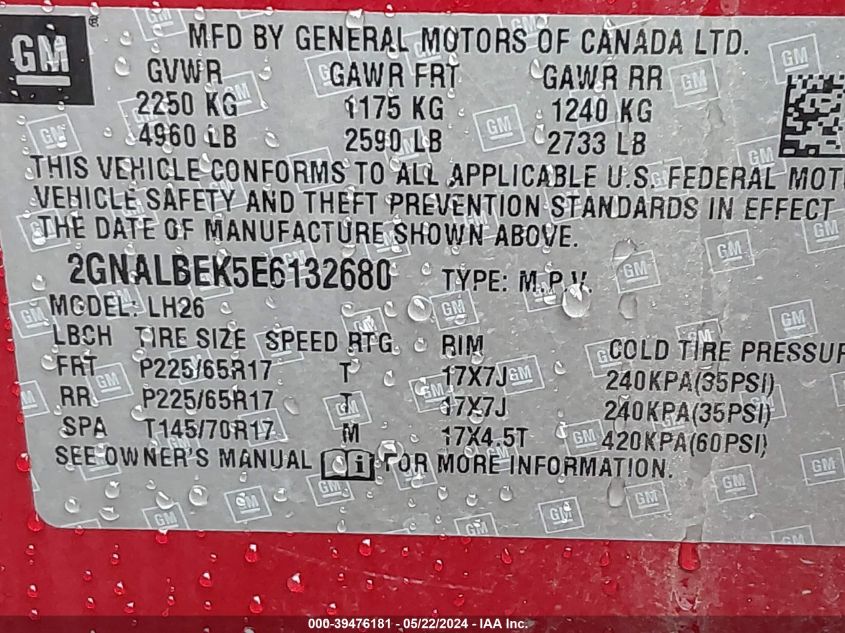 GM
MFD BY GENERAL MOTORS OF CANADA LTD.
GVWR GAWR FRT GAWR RR
2250 KG 1175 KG 1240 KG
4960 LB 2590 LB 2733 LB
THIS VEHICLE CONFORMS TO ALL APPLICABLE U.S. FEDERAL MOT
VEHICLE SAFETY AND THEFT PREVENTION STANDARDS IN EFFECT
THE DATE OF MANUFACTURE SHOWN ABOVE.
2GNALBEK5E6132680 TYPE: M.P.V.
MODEL: LH26
LBCH TIRE SIZE SPEED RTG RIM COLD TIRE PRESSUR
FRT P225/65R17 T 17X7J 240KPA(35PSI)
RR P225/65R17 T 17X7J 240KPA(35PSI)
SPA T145/70R17 M 17X4.5T 420KPA(60PSI)
SEE OWNER'S MANUAL FOR MORE INFORMATION.
000-39476181 - 05/22/2024 - IAA Inc.